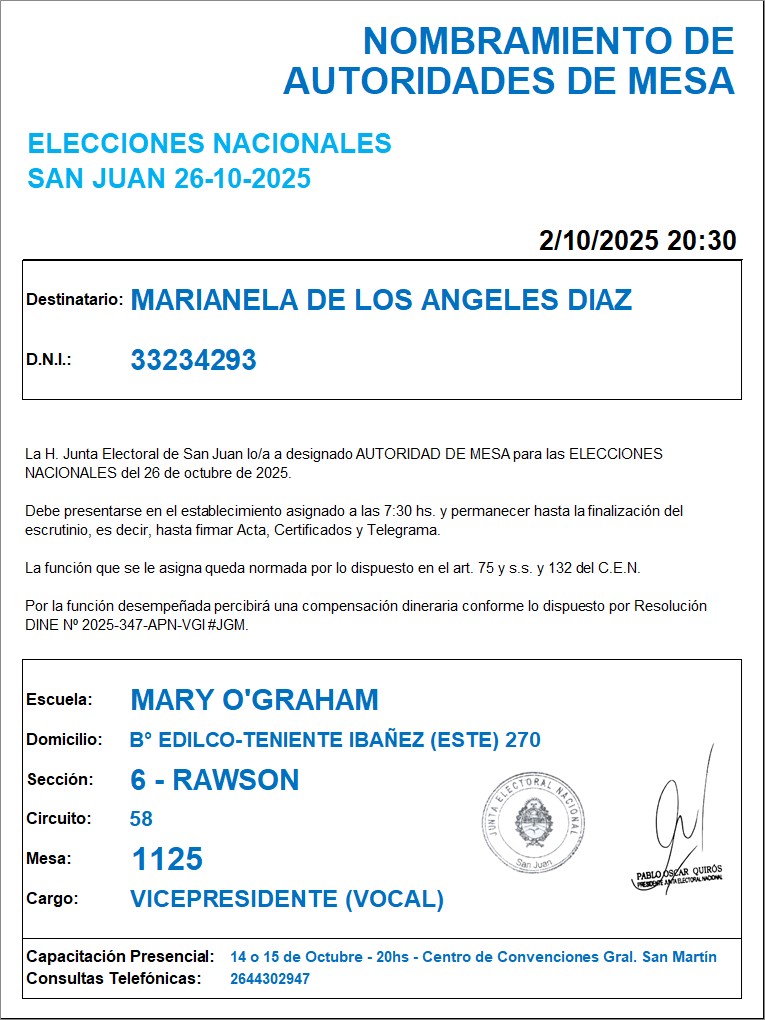 NOMBRAMIENTO DE
AUTORIDADES DE MESA
ELECCIONES NACIONALES
SAN JUAN 26-10-2025
2/10/2025 20:30
Destinatario: MARIANELA DE LOS ANGELES DIAZ
D.N.I.: 33234293
La H. Junta Electoral de San Juan lo/a a designado AUTORIDAD DE MESA para las ELECCIONES
NACIONALES del 26 de octubre de 2025.
Debe presentarse en el establecimiento asignado a las 7:30 hs. y permanecer hasta la finalización del
escrutinio, es decir, hasta firmar Acta, Certificados y Telegrama.
La función que se le asigna queda normada por lo dispuesto en el art. 75 y s.s. y 132 del C.E.N.
Por la función desempeñada percibirá una compensación dineraria conforme lo dispuesto por Resolución
DINE Nº 2025-347-APN-VGI#JGM.
Escuela: MARY O'GRAHAM
Domicilio: B° EDILCO-TENIENTE IBAÑEZ (ESTE) 270
Sección: 6 - RAWSON
Circuito: 58
Mesa: 1125
Cargo: VICEPRESIDENTE (VOCAL)
JUNTA ELECTORAL NACIONAL
San Juan
PABLO OSCAR QUIRÓS
PRESIDENTE JUNTA ELECTORAL NACIONAL
Capacitación Presencial: 14 o 15 de Octubre - 20hs - Centro de Convenciones Gral. San Martín
Consultas Telefónicas: 2644302947